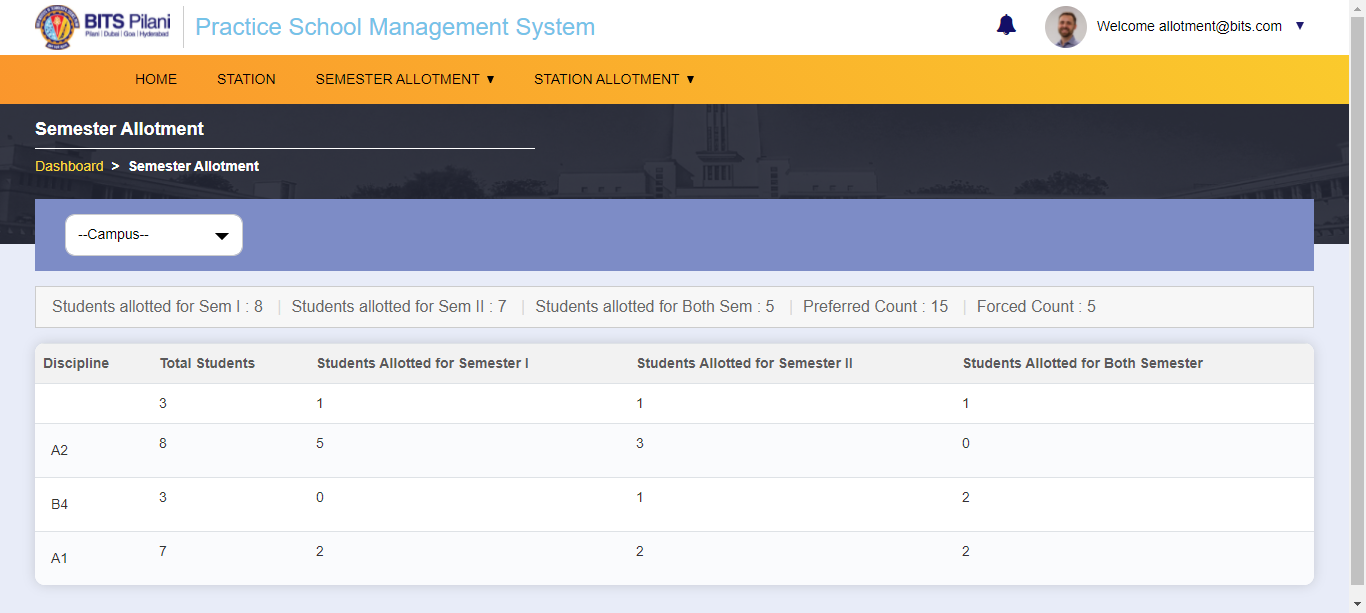 BITS Pilani
Pilani | Dubai | Goa | Hyderabad
Practice School Management System
Welcome allotment@bits.com ▼
HOME STATION SEMESTER ALLOTMENT ▼ STATION ALLOTMENT ▼
Semester Allotment
Dashboard > Semester Allotment
--Campus--
Students allotted for Sem I : 8 | Students allotted for Sem II : 7 | Students allotted for Both Sem : 5 | Preferred Count : 15 | Forced Count : 5
Discipline Total Students Students Allotted for Semester I Students Allotted for Semester II Students Allotted for Both Semester
3 1 1 1
A2 8 5 3 0
B4 3 0 1 2
A1 7 2 2 2